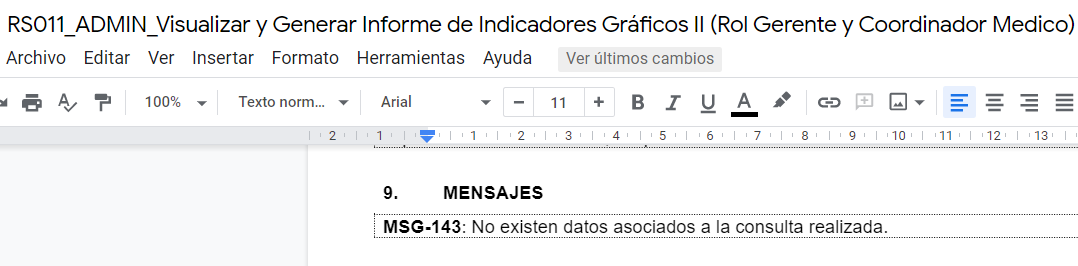 RS011_ADMIN_Visualizar y Generar Informe de Indicadores Gráficos II (Rol Gerente y Coordinador Medico)
Archivo Editar Ver Insertar Formato Herramientas Ayuda Ver últimos cambios
100% Texto norm... Arial 11 B I U A
2 1 1 2 3 4 5 6 7 8 9 10 11 12 13
9. MENSAJES
MSG-143: No existen datos asociados a la consulta realizada.